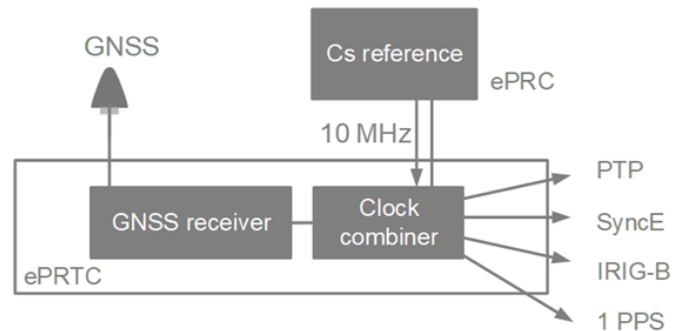 GNSS
Cs reference
ePRC
10 MHz
GNSS receiver
Clock
combiner
ePRTC
PTP
SyncE
IRIG-B
1 PPS